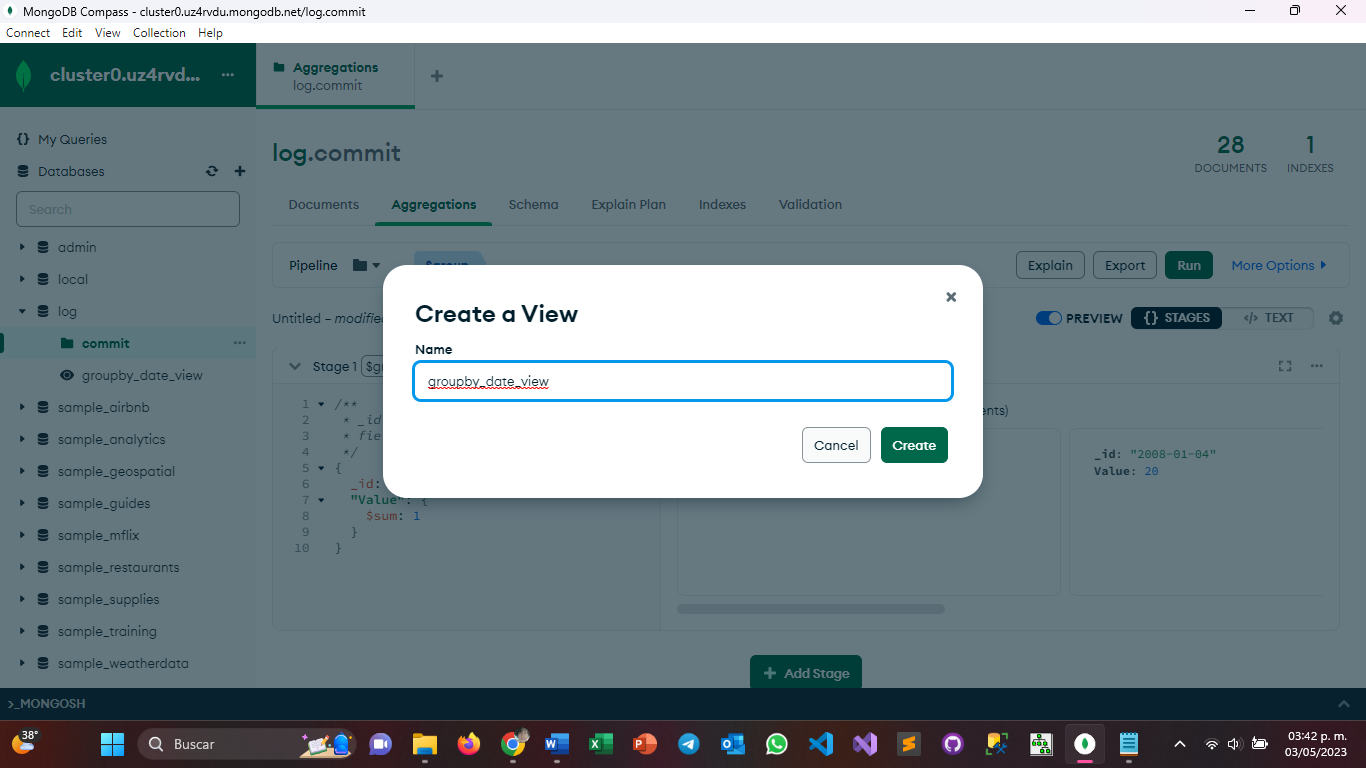 MongoDB Compass - cluster0.uz4rvdu.mongodb.net/log.commit
Connect Edit View Collection Help
cluster0.uz4rvd... ...
Aggregations
log.commit
My Queries
Databases
Search
admin
local
log
commit
groupby_date_view
sample_airbnb
sample_analytics
sample_geospatial
sample_guides
sample_mflix
sample_restaurants
sample_supplies
sample_training
sample_weatherdata
log.commit
28
DOCUMENTS
1
INDEXES
Documents Aggregations Schema Explain Plan Indexes Validation
Pipeline
Explain Export Run More Options
Untitled – modified
PREVIEW {} STAGES </> TEXT
Stage 1
1 /**
2 * _id
3
4 */
5 {
6 _id:
7 "Value": {
8 $sum: 1
9 }
10 }
_id: "2008-01-04"
Value: 20
Create a View
Name
groupby_date_view
Cancel Create
+ Add Stage
>_MONGOSH
38°
Buscar
03:42 p. m.
03/05/2023